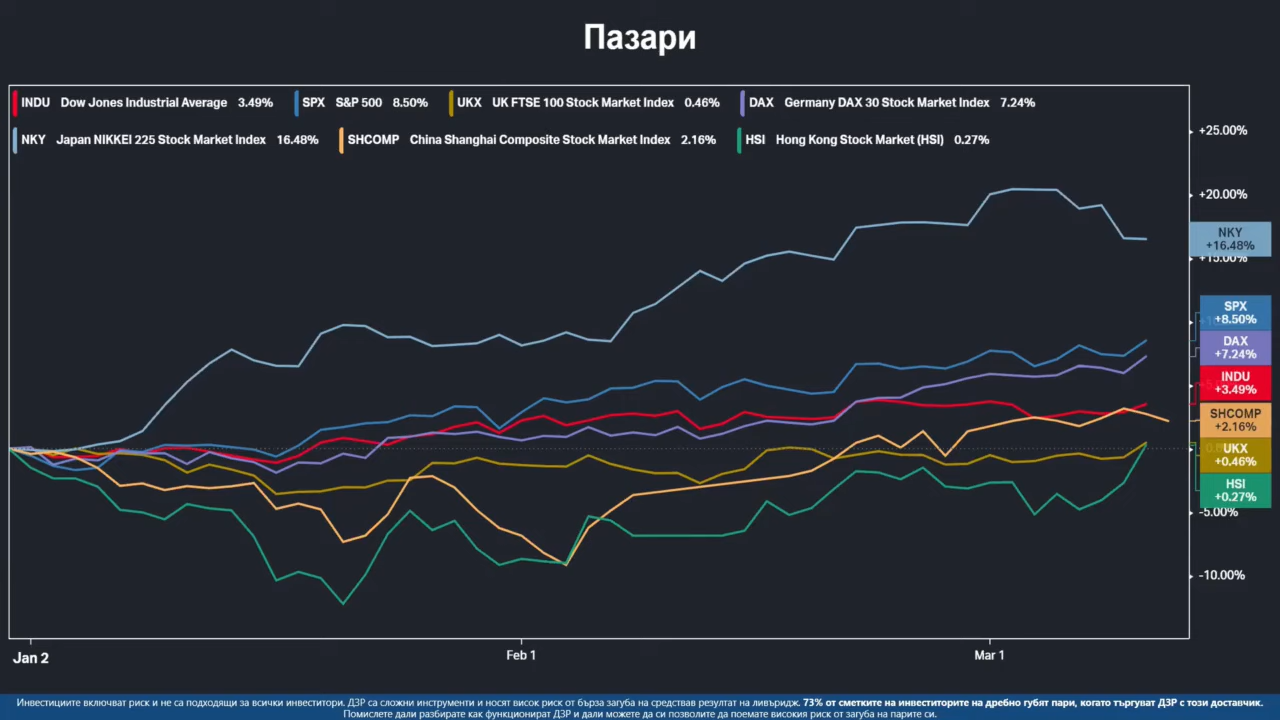 Пазари
INDU Dow Jones Industrial Average 3.49% SPX S&P 500 8.50% UKX UK FTSE 100 Stock Market Index 0.46% DAX Germany DAX 30 Stock Market Index 7.24%
NKY Japan NIKKEI 225 Stock Market Index 16.48% SHCOMP China Shanghai Composite Stock Market Index 2.16% HSI Hong Kong Stock Market (HSI) 0.27%
+25.00%
+20.00%
NKY
+16.48%
+15.00%
SPX
+8.50%
DAX
+7.24%
INDU
+3.49%
SHCOMP
+2.16%
UKX
+0.46%
HSI
+0.27%
-5.00%
-10.00%
Jan 2 Feb 1 Mar 1
Инвестициите включват риск и не са подходящи за всички инвеститори. ДЗР са сложни инструменти и носят висок риск от бърза загуба на средствав резултат на ливъридж. 73% от сметките на инвеститорите на дребно губят пари, когато търгуват ДЗР с този доставчик.
Помислете дали разбирате как функционират ДЗР и дали можете да си позволите да поемате високия риск от загуба на парите си.